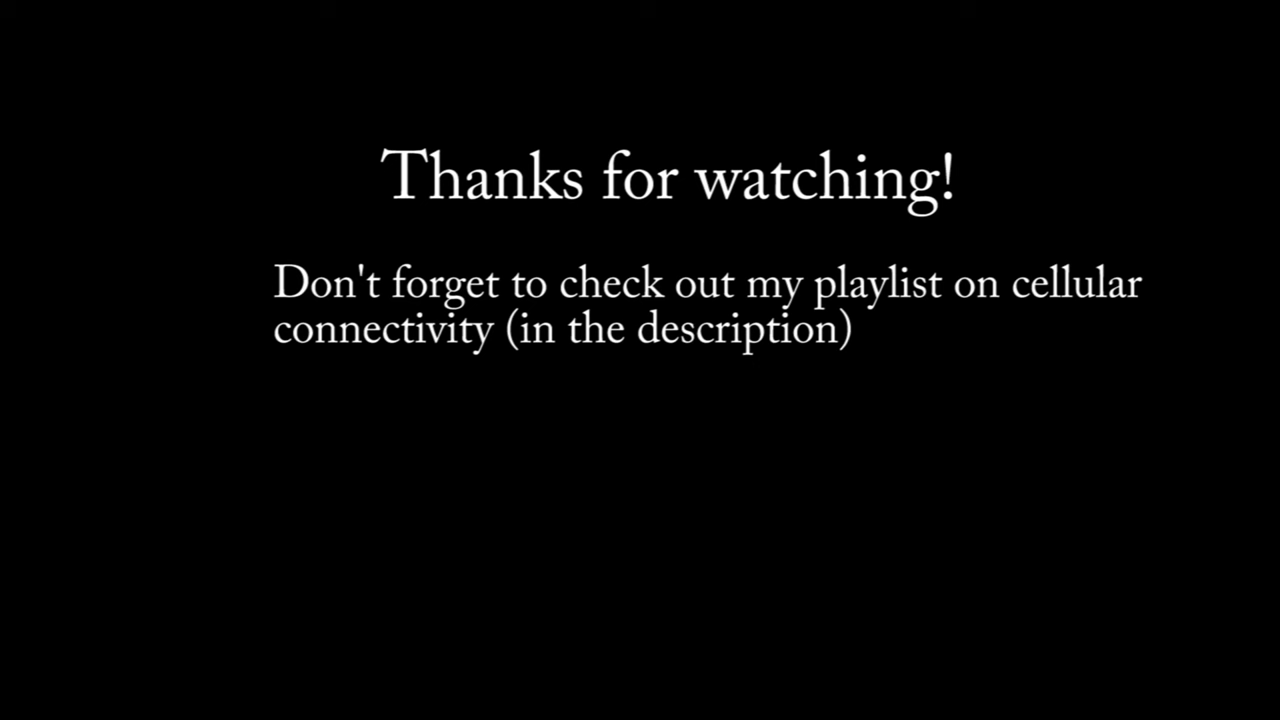 Thanks for watching!
Don't forget to check out my playlist on cellular
connectivity (in the description)